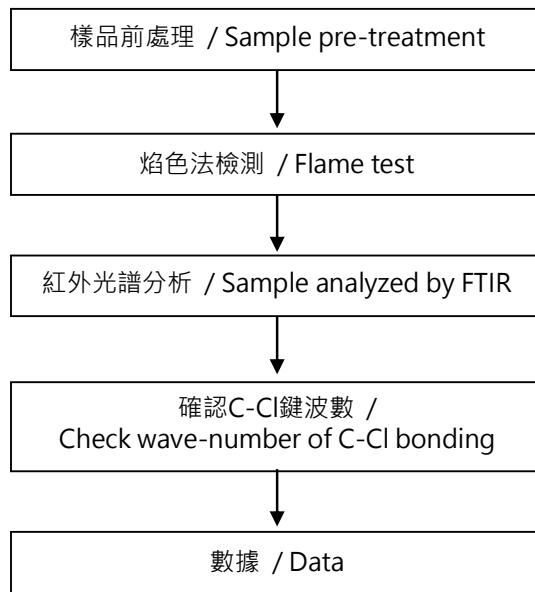 樣品前處理 / Sample pre-treatment
焰色法檢測 / Flame test
紅外光譜分析 / Sample analyzed by FTIR
確認C-Cl鍵波數 /
Check wave-number of C-Cl bonding
數據 / Data